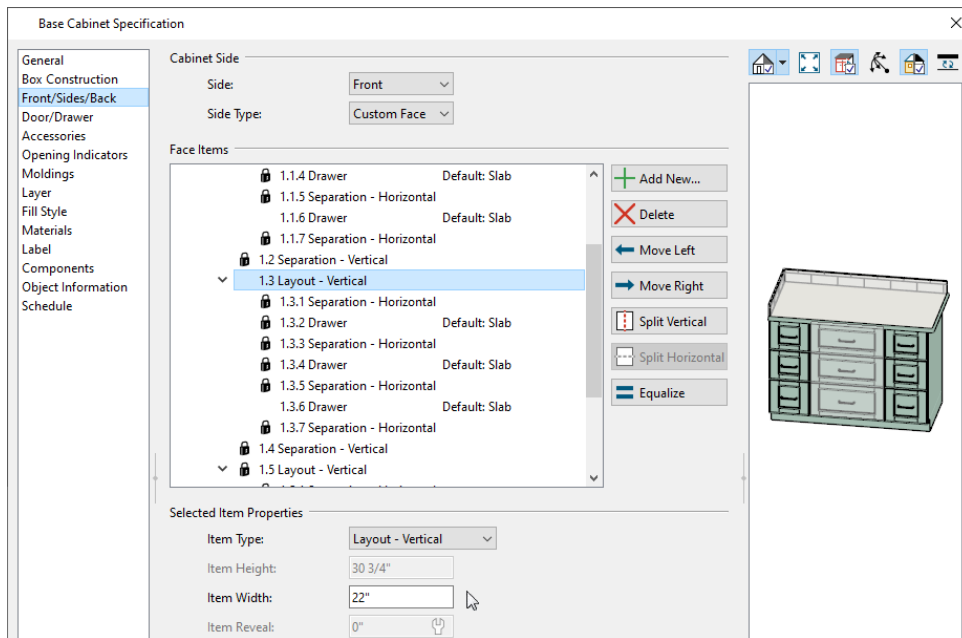 Base Cabinet Specification
General
Box Construction
Front/Sides/Back
Door/Drawer
Accessories
Opening Indicators
Moldings
Layer
Fill Style
Materials
Label
Components
Object Information
Schedule
Cabinet Side
Side: Front
Side Type: Custom Face
Face Items
1.1.4 Drawer Default: Slab
1.1.5 Separation - Horizontal
1.1.6 Drawer Default: Slab
1.1.7 Separation - Horizontal
1.2 Separation - Vertical
1.3 Layout - Vertical
1.3.1 Separation - Horizontal
1.3.2 Drawer Default: Slab
1.3.3 Separation - Horizontal
1.3.4 Drawer Default: Slab
1.3.5 Separation - Horizontal
1.3.6 Drawer Default: Slab
1.3.7 Separation - Horizontal
1.4 Separation - Vertical
1.5 Layout - Vertical
Add New...
Delete
Move Left
Move Right
Split Vertical
Split Horizontal
Equalize
Selected Item Properties
Item Type: Layout - Vertical
Item Height: 30 3/4"
Item Width: 22"
Item Reveal: 0"